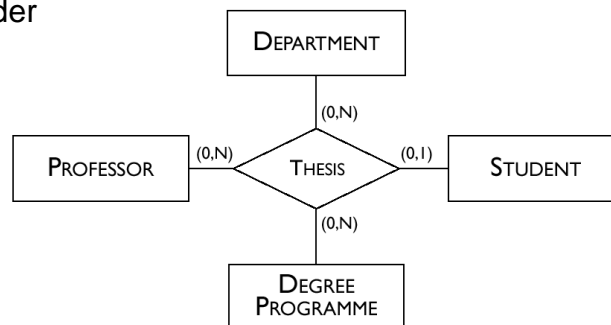 der
DEPARTMENT
(0,N)
PROFESSOR (0,N) THESIS (0,1) STUDENT
(0,N)
DEGREE
PROGRAMME